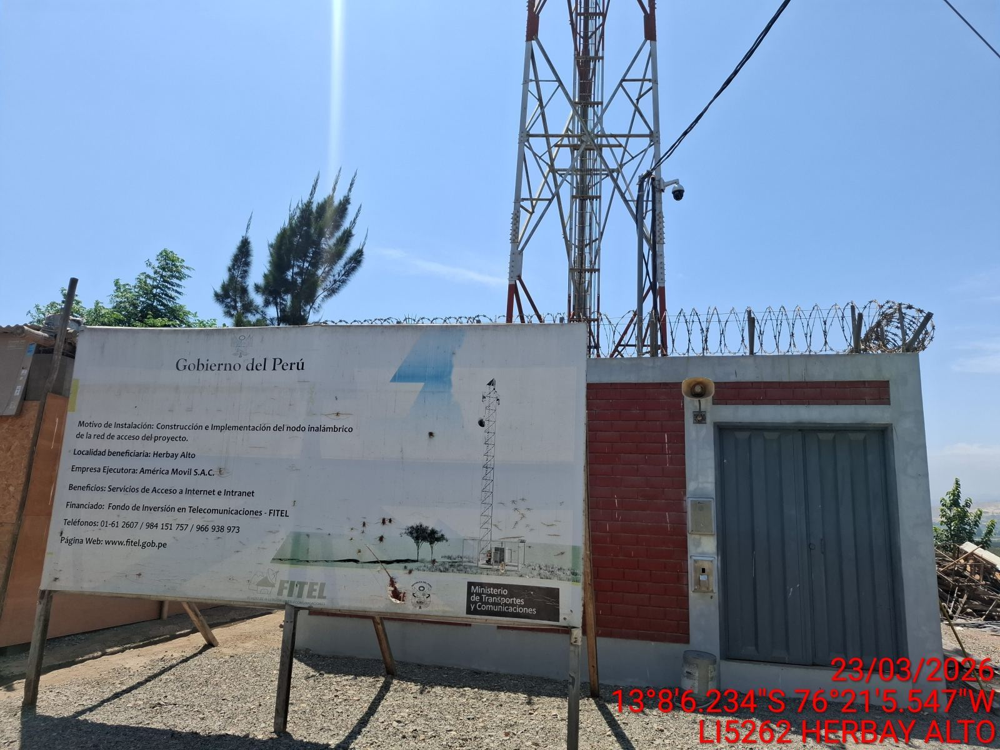 Gobierno del Perú
Motivo de Instalación: Construcción e Implementación del nodo inalámbrico
de la red de acceso del proyecto.
Localidad beneficiaria: Herbay Alto
Empresa Ejecutora: América Movil S.A.C.
Beneficios: Servicios de Acceso a Internet e Intranet
Financiado: Fondo de Inversión en Telecomunicaciones - FITEL
Teléfonos: 01-61 2607 / 984 151 757 / 966 938 973
Página Web: www.fitel.gob.pe
FITEL
Ministerio
de Transportes
y Comunicaciones
23/03/2026
13°8'6.234"S 76°21'5.547"W
LI5262 HERBAY ALTO